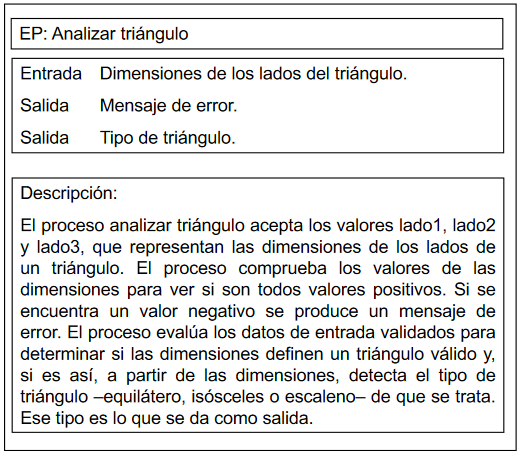 EP: Analizar triángulo
Entrada Dimensiones de los lados del triángulo.
Salida Mensaje de error.
Salida Tipo de triángulo.
Descripción:
El proceso analizar triángulo acepta los valores lado1, lado2
y lado3, que representan las dimensiones de los lados de
un triángulo. El proceso comprueba los valores de las
dimensiones para ver si son todos valores positivos. Si se
encuentra un valor negativo se produce un mensaje de
error. El proceso evalúa los datos de entrada validados para
determinar si las dimensiones definen un triángulo válido y,
si es así, a partir de las dimensiones, detecta el tipo de
triángulo –equilátero, isósceles o escaleno– de que se trata.
Ese tipo es lo que se da como salida.